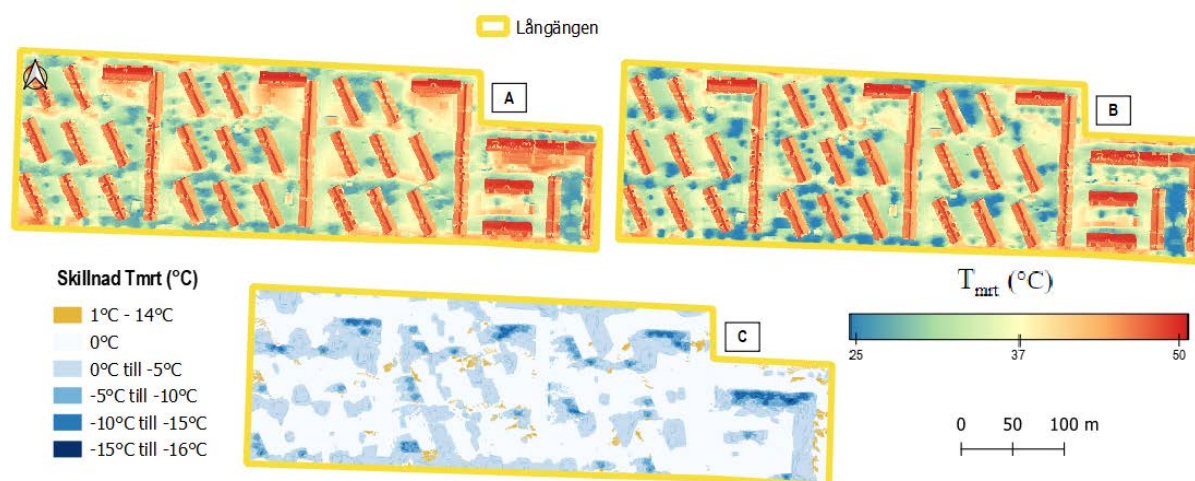 Långängen
A
B
Skillnad Tmrt (°C)
1°C - 14°C
0°C
0°C till -5°C
-5°C till -10°C
-10°C till -15°C
-15°C till -16°C
C
Tmrt (°C)
25 37 50
0 50 100 m